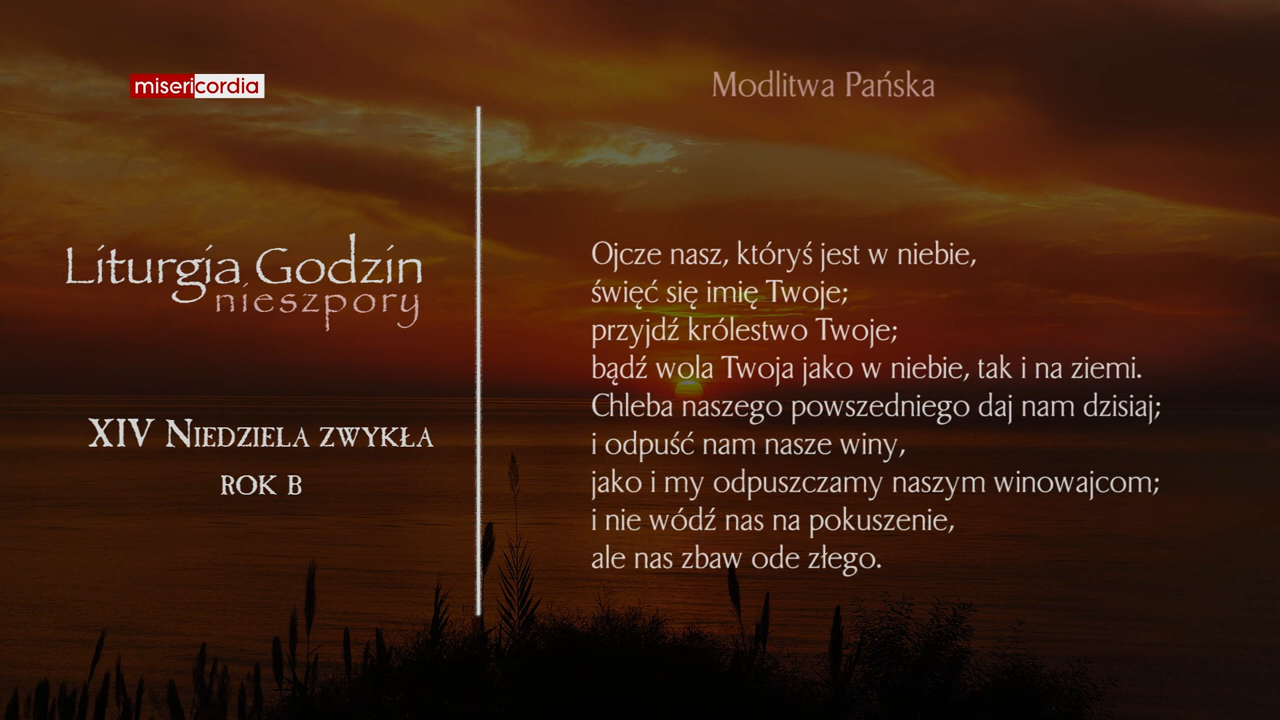 misericordia
Liturgia Godzin
nieszpory
XIV Niedziela zwykła
rok B
Modlitwa Pańska
Ojcze nasz, któryś jest w niebie,
święć się imię Twoje;
przyjdź królestwo Twoje;
bądź wola Twoja jako w niebie, tak i na ziemi.
Chleba naszego powszedniego daj nam dzisiaj;
i odpuść nam nasze winy,
jako i my odpuszczamy naszym winowajcom;
i nie wódź nas na pokuszenie,
ale nas zbaw ode złego.